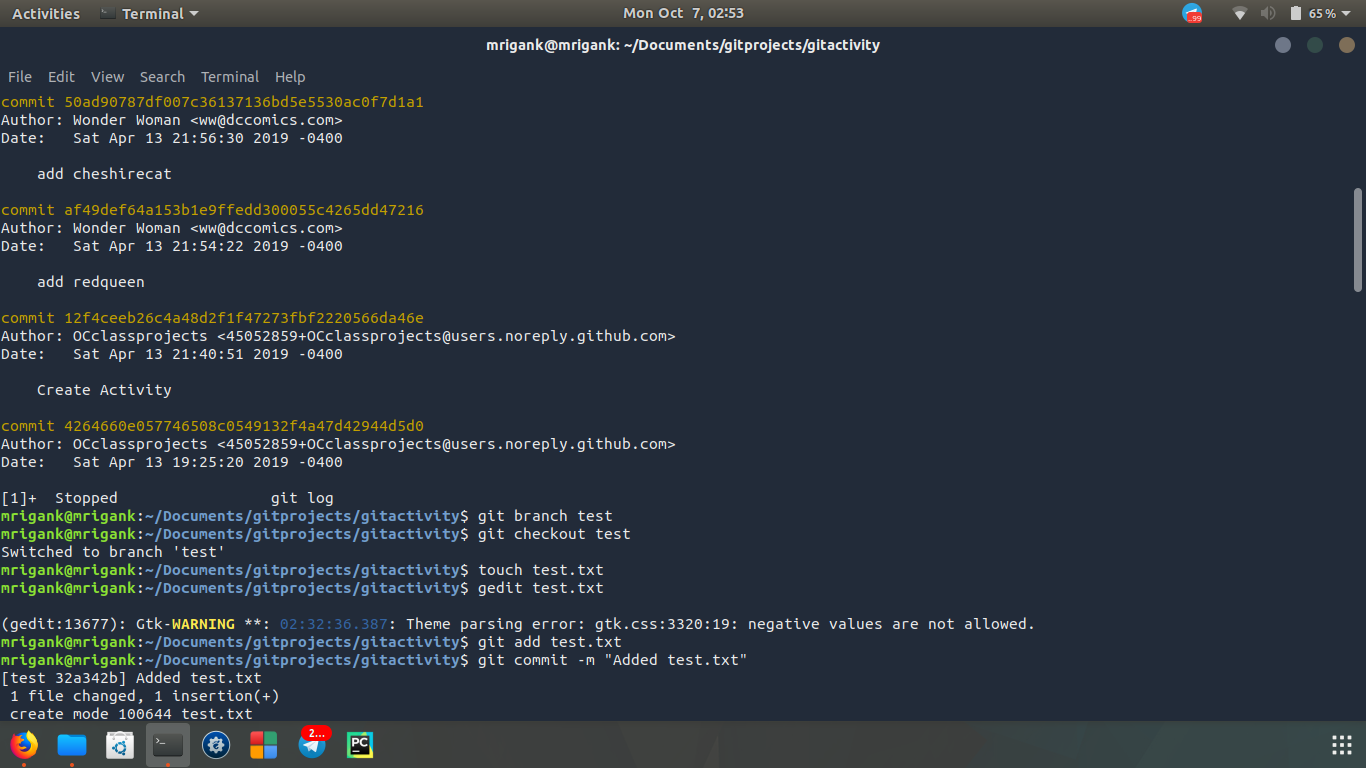 Activities Terminal Mon Oct 7, 02:53 65%
mrigank@mrigank: ~/Documents/gitprojects/gitactivity
File Edit View Search Terminal Help
commit 50ad90787df007c36137136bd5e5530ac0f7d1a1
Author: Wonder Woman <ww@dccomics.com>
Date:   Sat Apr 13 21:56:30 2019 -0400
    add cheshirecat
commit af49def64a153b1e9ffedd300055c4265dd47216
Author: Wonder Woman <ww@dccomics.com>
Date:   Sat Apr 13 21:54:22 2019 -0400
    add redqueen
commit 12f4ceeb26c4a48d2f1f47273fbf2220566da46e
Author: OCclassprojects <45052859+OCclassprojects@users.noreply.github.com>
Date:   Sat Apr 13 21:40:51 2019 -0400
    Create Activity
commit 4264660e057746508c0549132f4a47d42944d5d0
Author: OCclassprojects <45052859+OCclassprojects@users.noreply.github.com>
Date:   Sat Apr 13 19:25:20 2019 -0400
[1]+  Stopped                 git log
mrigank@mrigank:~/Documents/gitprojects/gitactivity$ git branch test
mrigank@mrigank:~/Documents/gitprojects/gitactivity$ git checkout test
Switched to branch 'test'
mrigank@mrigank:~/Documents/gitprojects/gitactivity$ touch test.txt
mrigank@mrigank:~/Documents/gitprojects/gitactivity$ gedit test.txt
(gedit:13677): Gtk-WARNING **: 02:32:36.387: Theme parsing error: gtk.css:3320:19: negative values are not allowed.
mrigank@mrigank:~/Documents/gitprojects/gitactivity$ git add test.txt
mrigank@mrigank:~/Documents/gitprojects/gitactivity$ git commit -m "Added test.txt"
[test 32a342b] Added test.txt
 1 file changed, 1 insertion(+)
 create mode 100644 test.txt
2...
PC